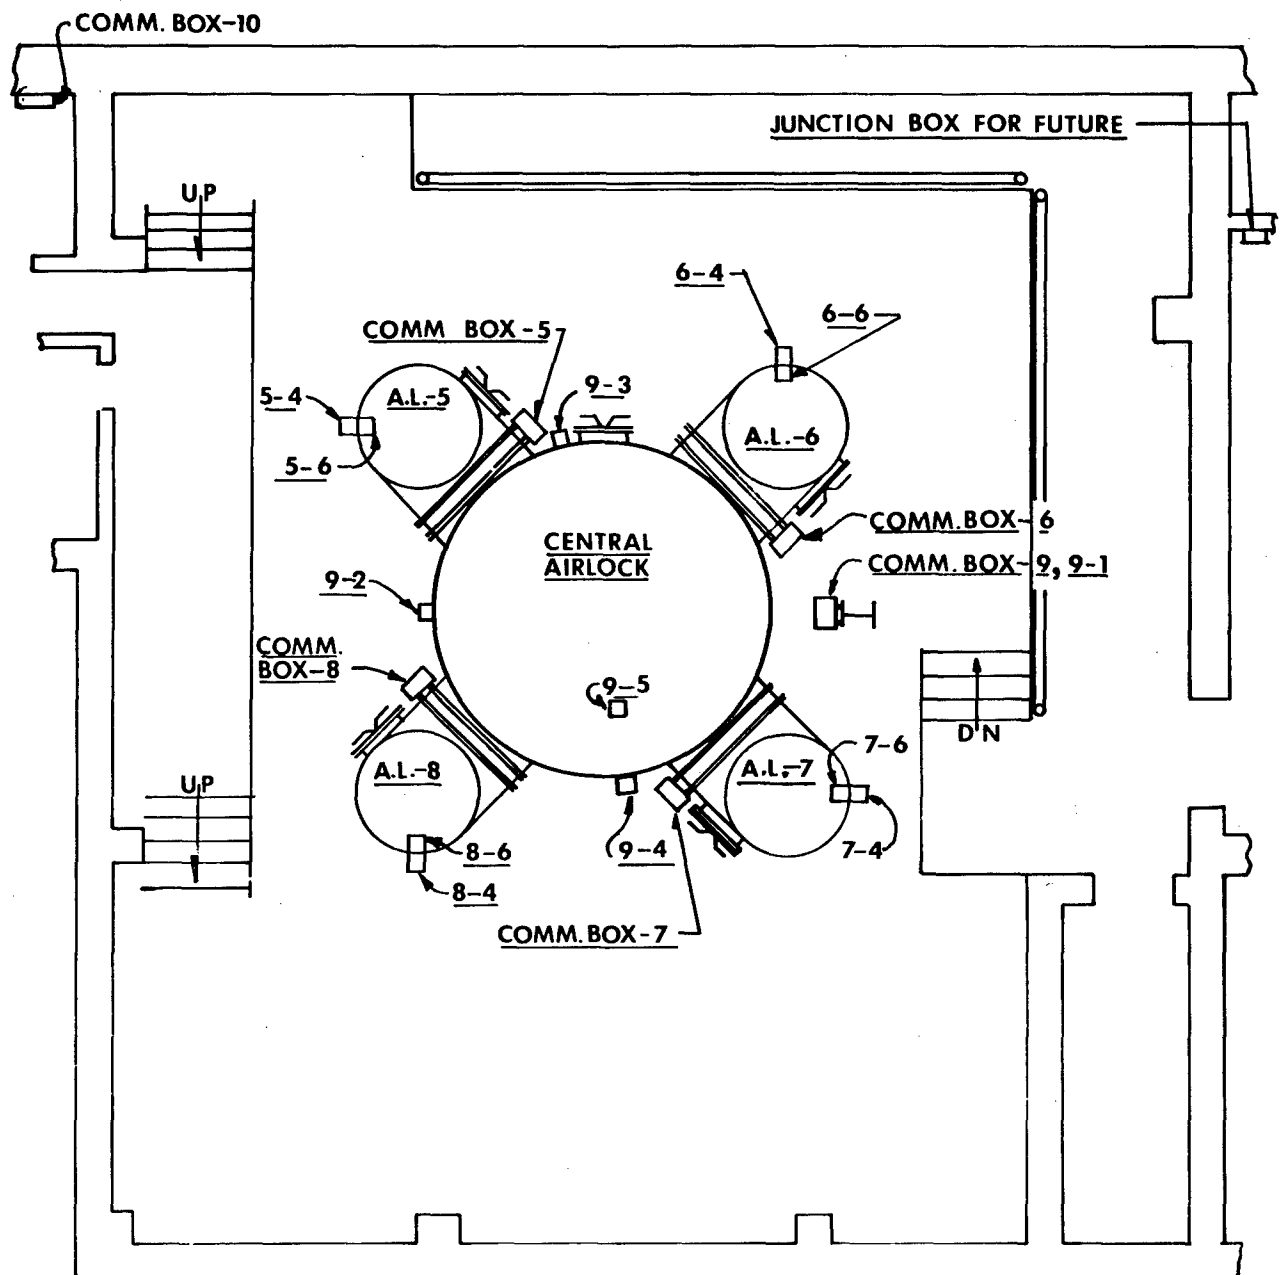 COMM. BOX-10
JUNCTION BOX FOR FUTURE
UP
6-4
6-6
COMM BOX-5
9-3
5-4
A.L.-5
A.L.-6
5-6
COMM. BOX-6
CENTRAL
AIRLOCK
COMM. BOX-9, 9-1
9-2
COMM.
BOX-8
9-5
DN
7-6
A.L.-8
A.L.-7
UP
8-6
9-4
7-4
8-4
COMM. BOX-7